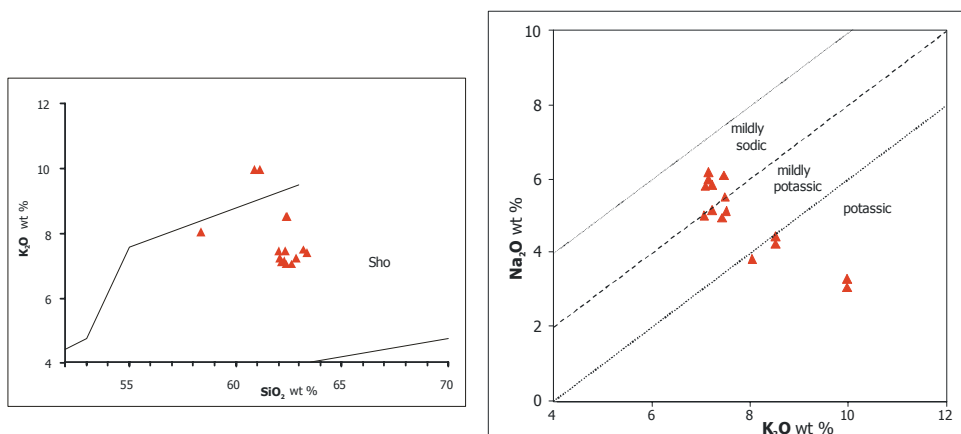 12
10
8
6
4
K₂O wt %
Sho
55
60
65
70
SiO₂ wt %
10
8
6
4
2
0
Na₂O wt %
mildly
sodic
mildly
potassic
potassic
4
6
8
10
12
K₂O wt %